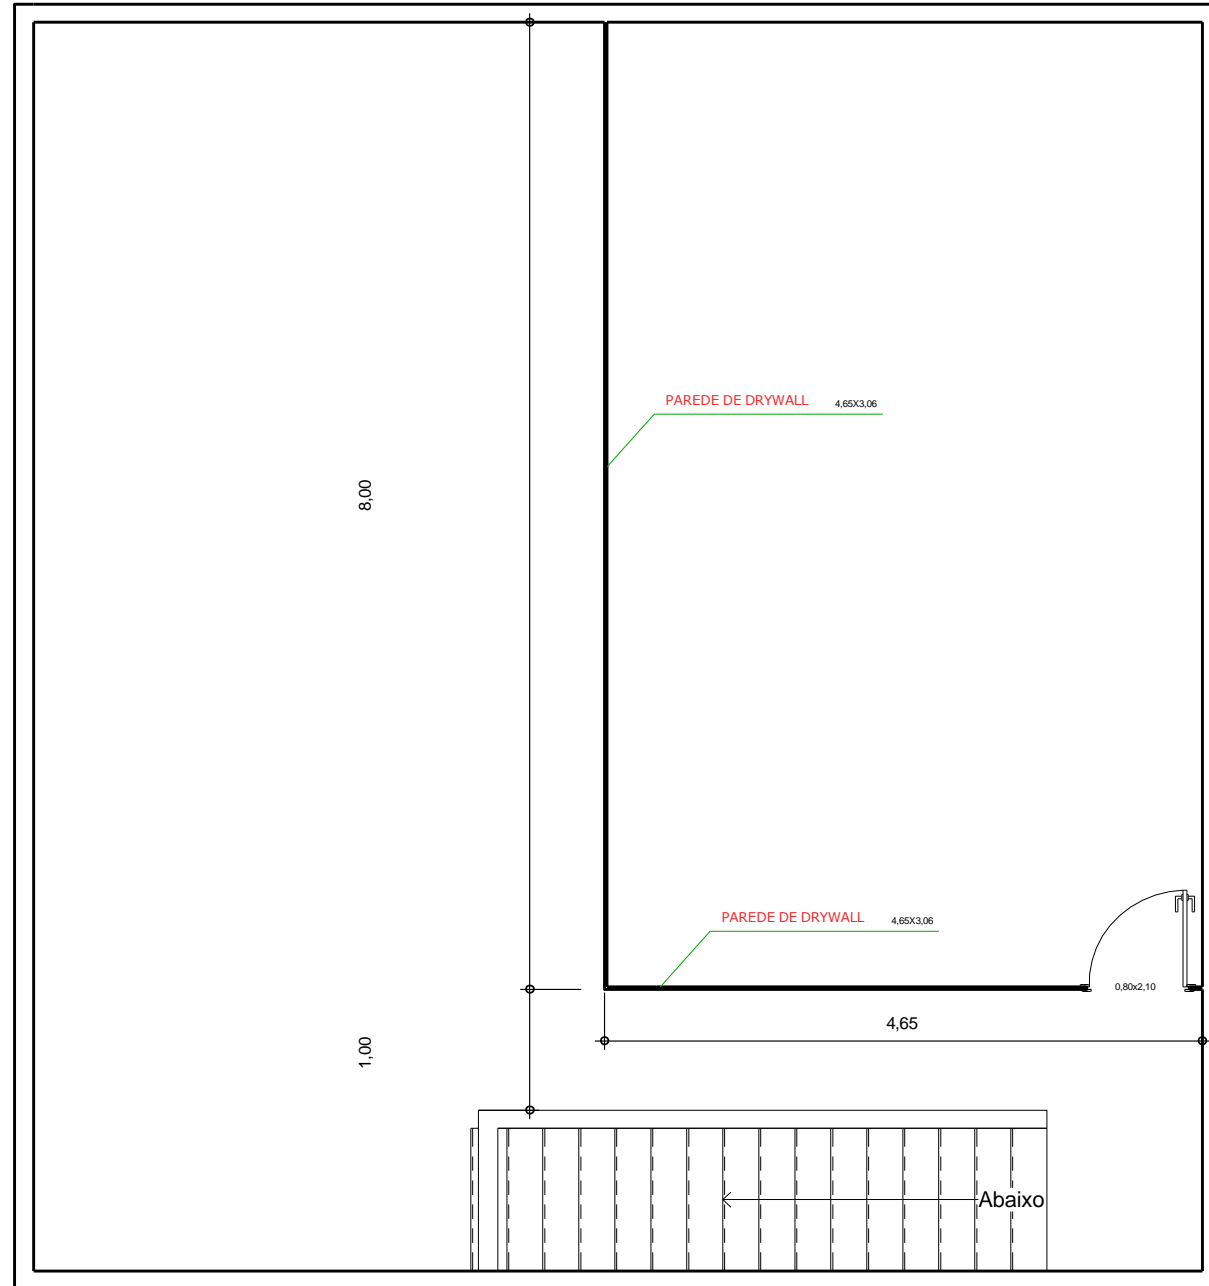 PAREDE DE DRYWALL 4,65X3,06
8,00
PAREDE DE DRYWALL 4,65X3,06
0,80x2,10
4,65
1,00
Abaixo